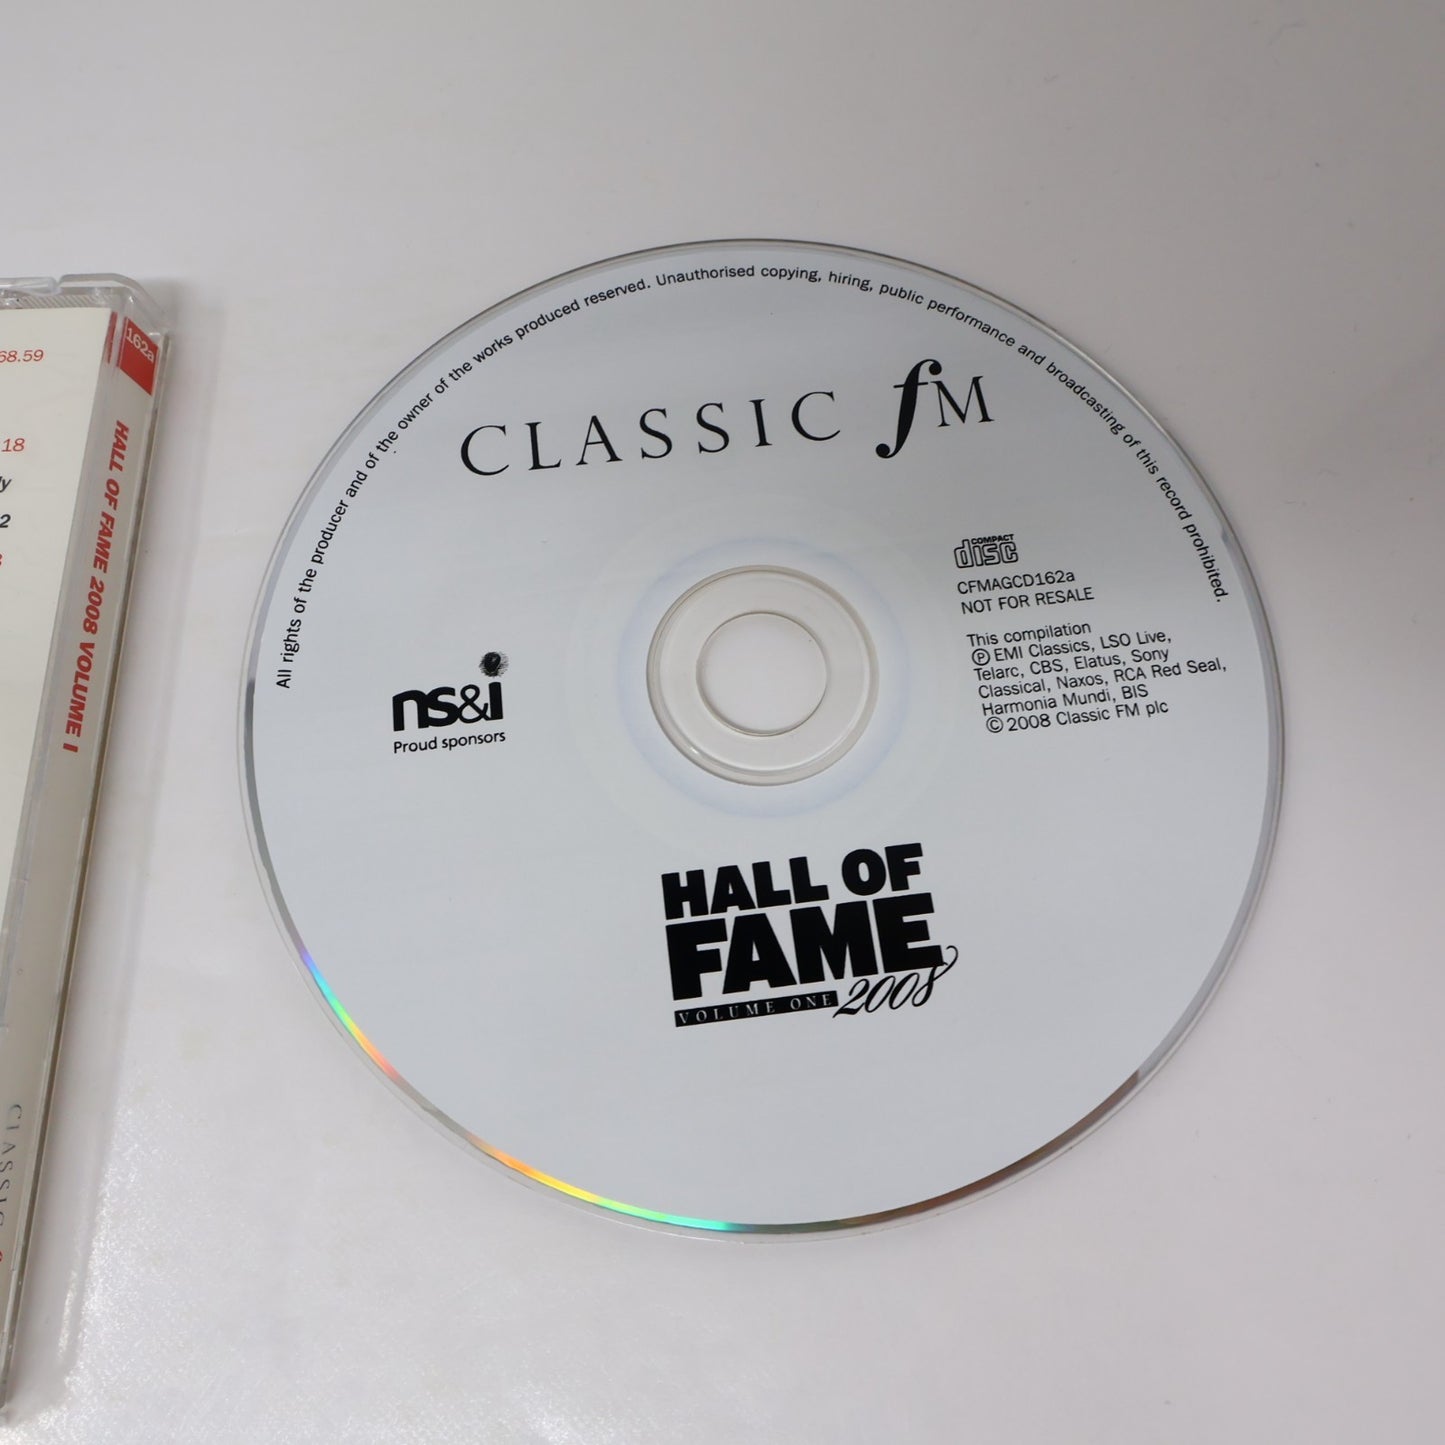 68.59
18
ly
2
162a
HALL OF FAME 2008 VOLUME I
CLASSIC
All rights of the producer and of the owner of the works produced reserved. Unauthorised copying, hiring, public performance and broadcasting of this record prohibited.
CLASSIC fM
COMPACT
disc
CFMAGCD162a
NOT FOR RESALE
This compilation
Ⓟ EMI Classics, LSO Live,
Telarc, CBS, Elatus, Sony
Classical, Naxos, RCA Red Seal,
Harmonia Mundi, BIS
© 2008 Classic FM plc
ns&i
Proud sponsors
HALL OF
FAME
VOLUME ONE 2008